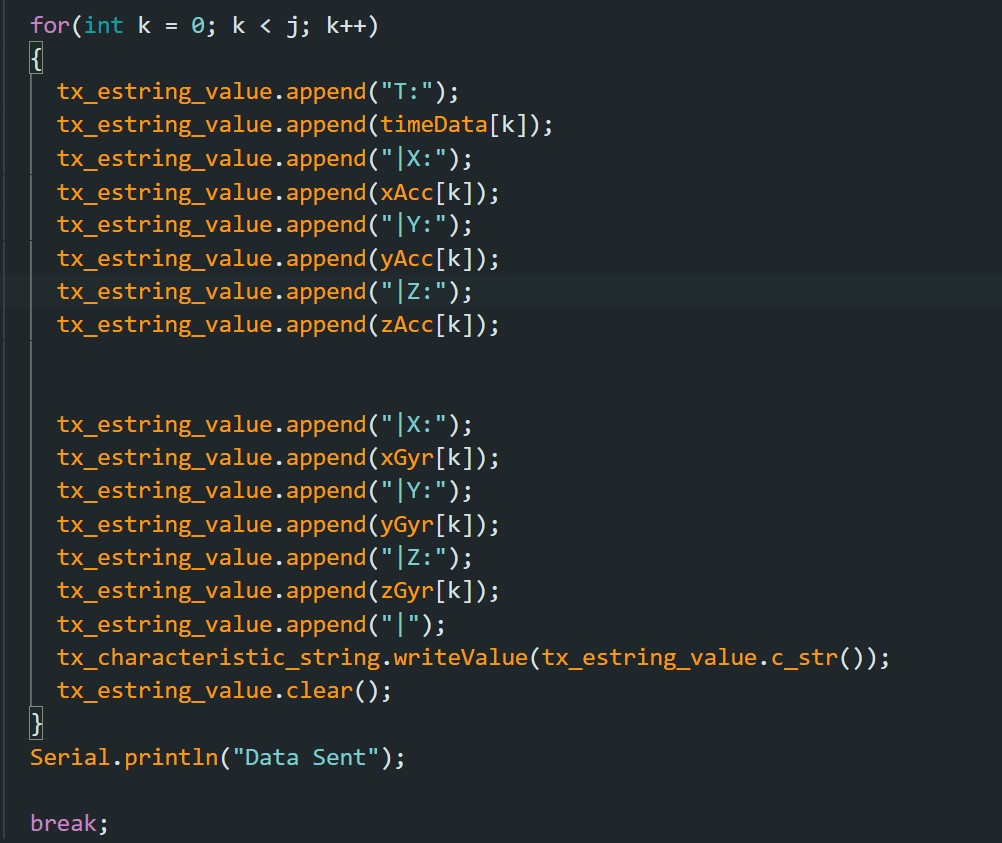 for(int k = 0; k < j; k++)
{
tx_estring_value.append("T:");
tx_estring_value.append(timeData[k]);
tx_estring_value.append("|X:");
tx_estring_value.append(xAcc[k]);
tx_estring_value.append("|Y:");
tx_estring_value.append(yAcc[k]);
tx_estring_value.append("|Z:");
tx_estring_value.append(zAcc[k]);
tx_estring_value.append("|X:");
tx_estring_value.append(xGyr[k]);
tx_estring_value.append("|Y:");
tx_estring_value.append(yGyr[k]);
tx_estring_value.append("|Z:");
tx_estring_value.append(zGyr[k]);
tx_estring_value.append("|");
tx_characteristic_string.writeValue(tx_estring_value.c_str());
tx_estring_value.clear();
}
Serial.println("Data Sent");
break;